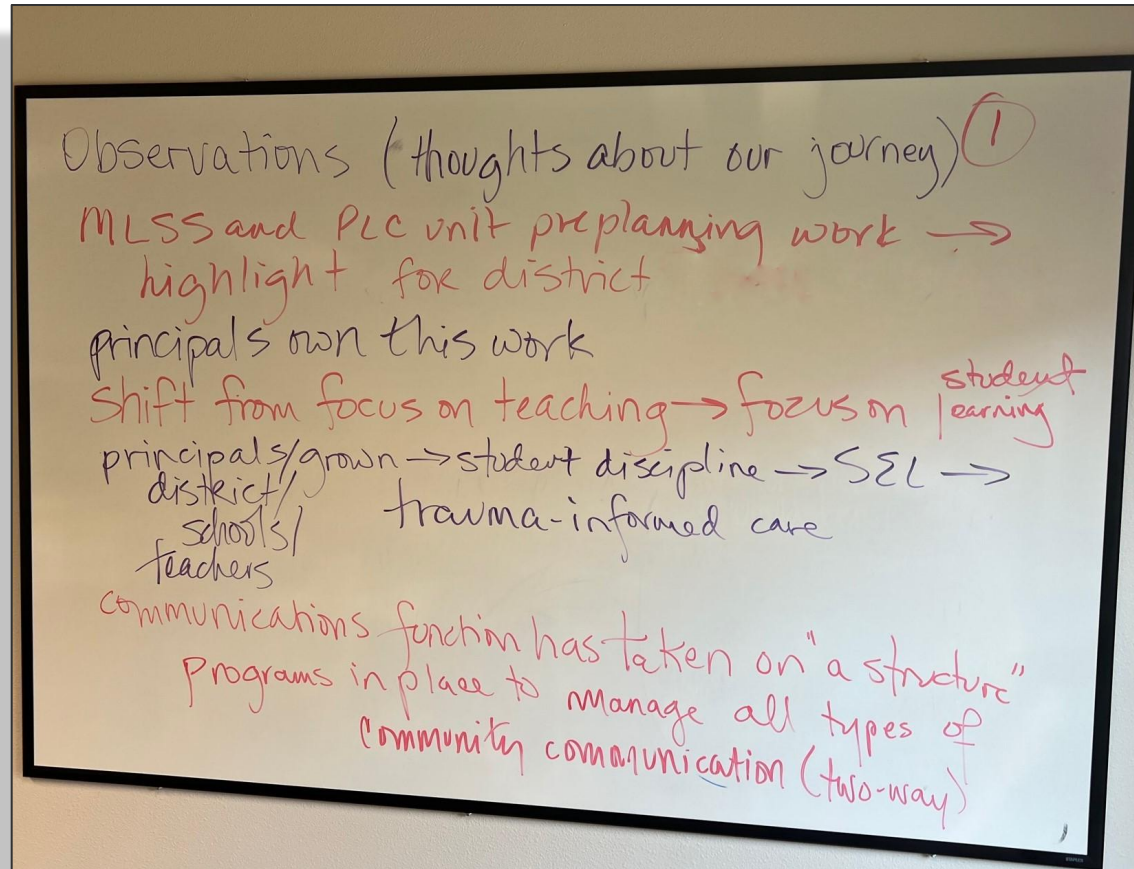 Observations (thoughts about our journey) 1
MLSS and PLC unit preplanning work →
highlight for district
principals own this work
Shift from focus on teaching → focus on student learning
principals/grown → student discipline → SEL →
district/
schools/ trauma-informed care
teachers
communications function has taken on "a structure"
Programs in place to manage all types of
community communication (two-way)